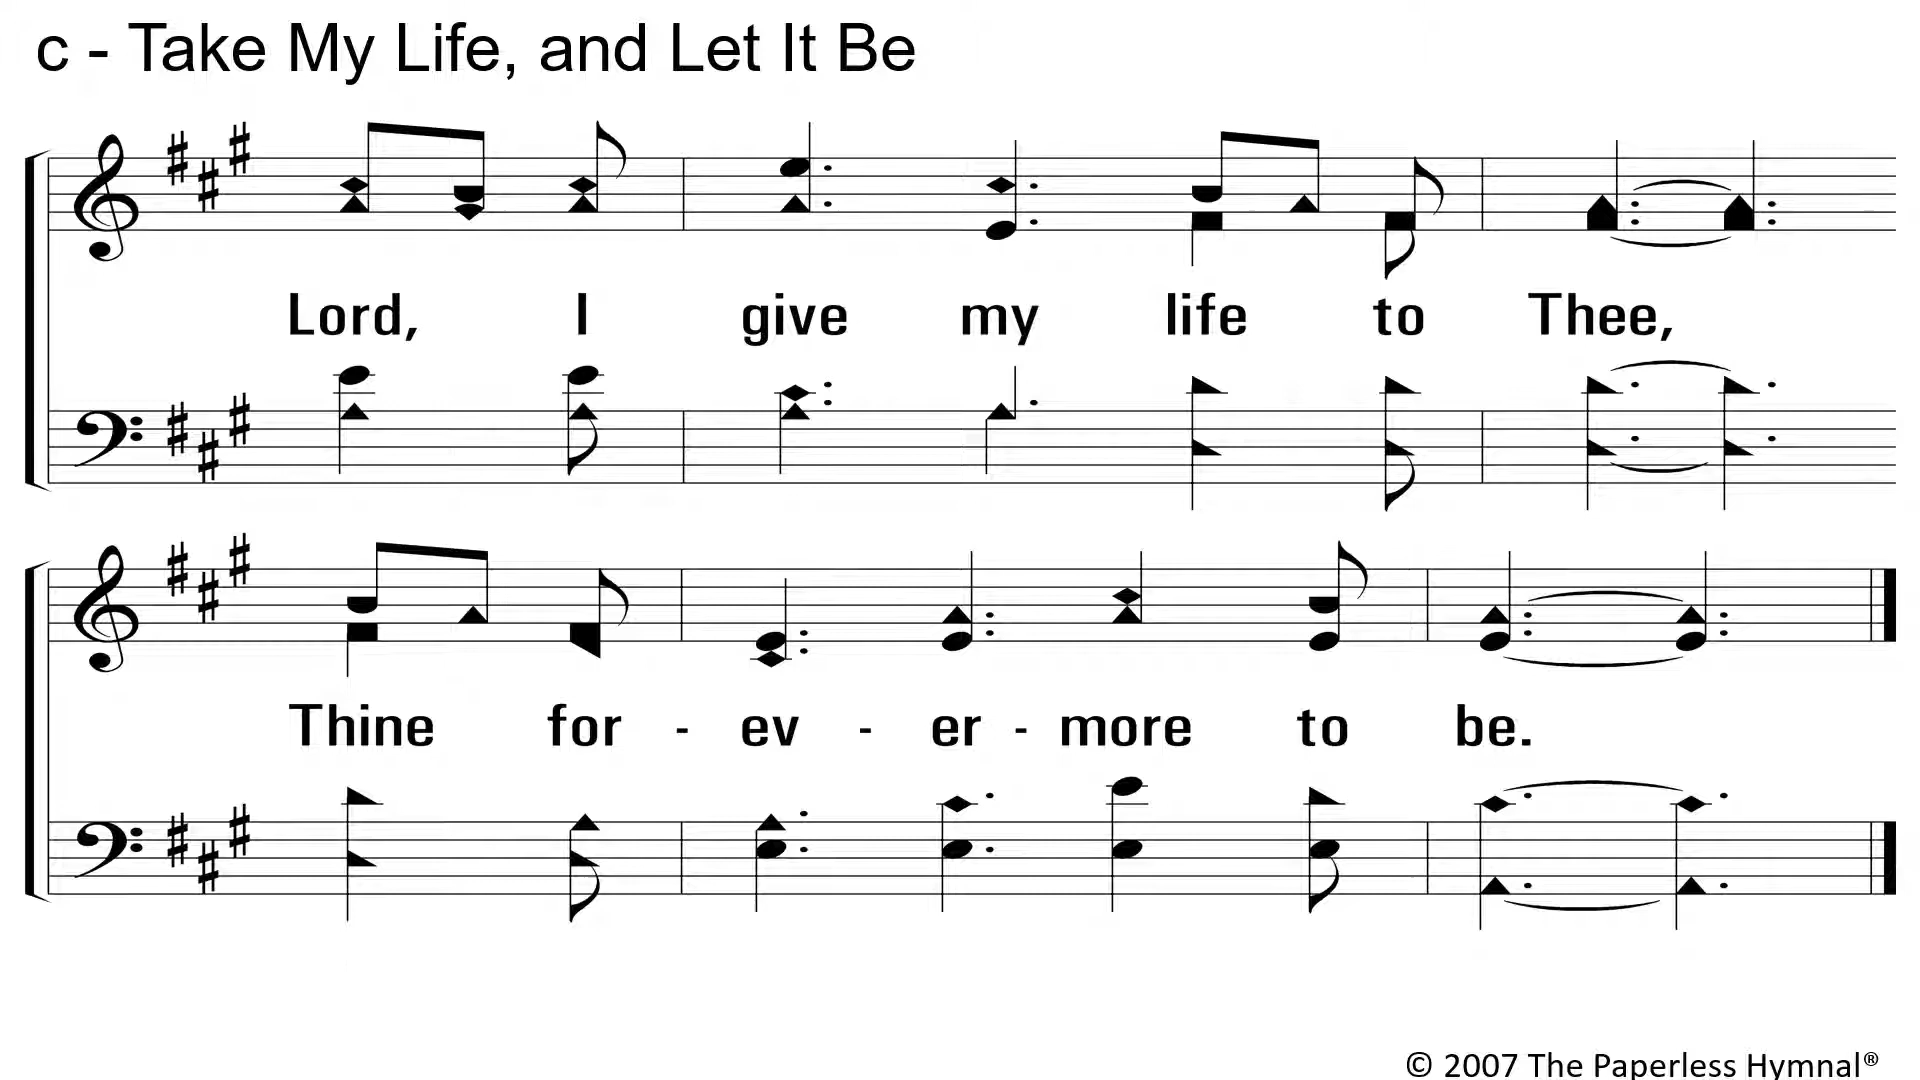 c - Take My Life, and Let It Be
Lord, I give my life to Thee,
Thine for - ev - er - more to be.
© 2007 The Paperless Hymnal®